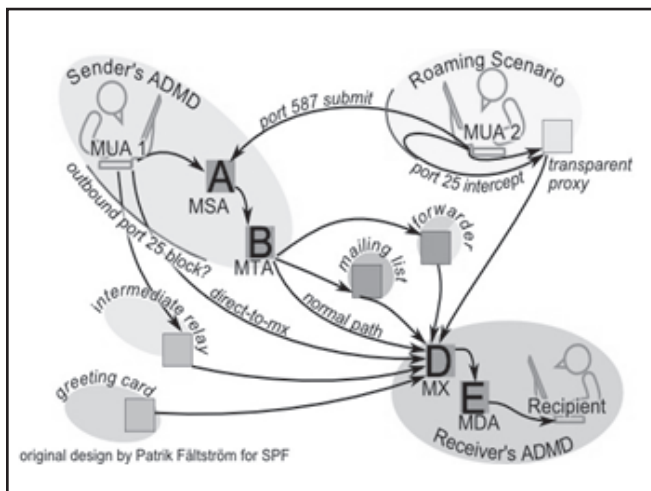 Sender's ADMD
MUA 1
A
MSA
B
MTA
outbound port 25 block?
port 587 submit
Roaming Scenario
MUA 2
port 25 intercept
transparent
proxy
forwarder
mailing list
normal path
direct-to-mx
intermediate relay
greeting card
D
MX
E
MDA
Recipient
Receiver's ADMD
original design by Patrik Fältström for SPF